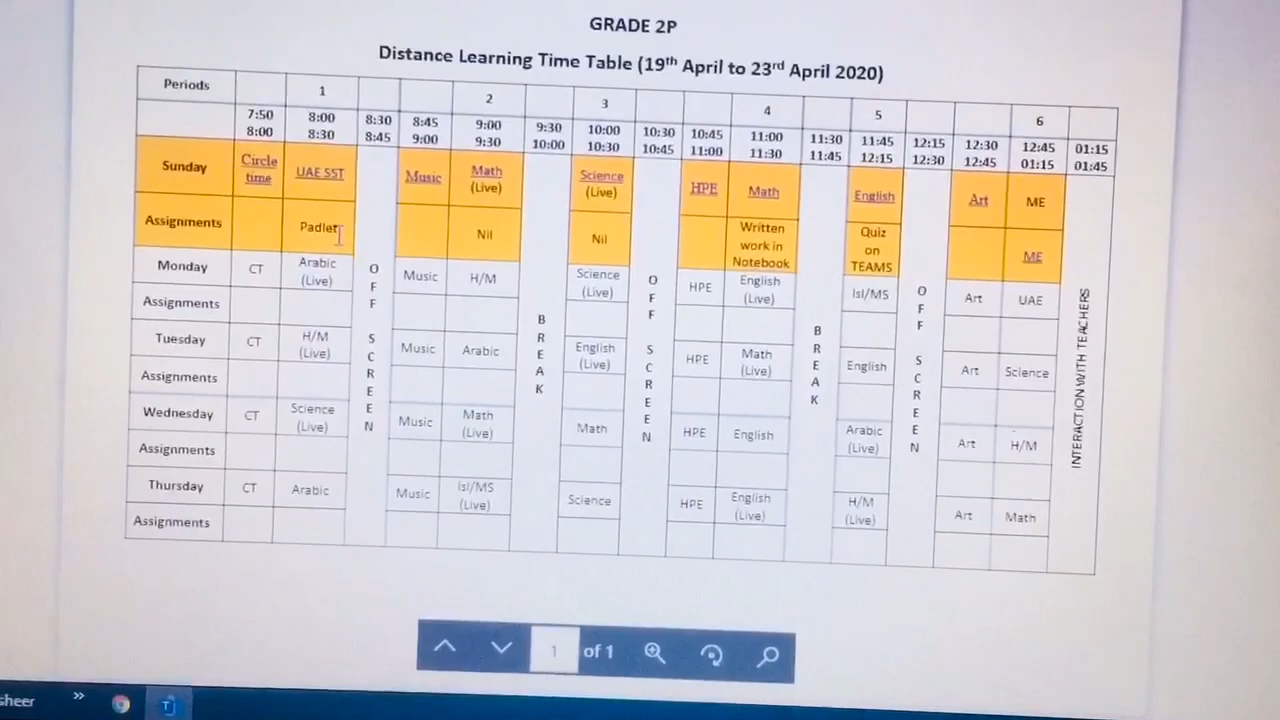 GRADE 2P
Distance Learning Time Table (19th April to 23rd April 2020)
Periods 1 2 3 4 5 6
7:50 8:00 8:30 8:45 9:00 9:30 10:00 10:30 10:45 11:00 11:30 11:45 12:15 12:30 12:45 01:15
8:00 8:30 8:45 9:00 9:30 10:00 10:30 10:45 11:00 11:30 11:45 12:15 12:30 12:45 01:15 01:45
Sunday Circle time UAE SST Music Math (Live) Science (Live) HPE Math English Art ME
Assignments Padlet Nil Nil Written work in Notebook Quiz on TEAMS ME
Monday CT Arabic (Live) Music H/M Science (Live) HPE English (Live) Isl/MS Art UAE
Assignments
Tuesday CT H/M (Live) Music Arabic English (Live) HPE Math (Live) English Art Science
Assignments
Wednesday CT Science (Live) Music Math (Live) Math HPE English Arabic (Live) Art H/M
Assignments
Thursday CT Arabic Music Isl/MS (Live) Science HPE English (Live) H/M (Live) Art Math
Assignments
OFF SCREEN
BREAK
OFF SCREEN
BREAK
OFF SCREEN
INTERACTION WITH TEACHERS
1 of 1
sheer »